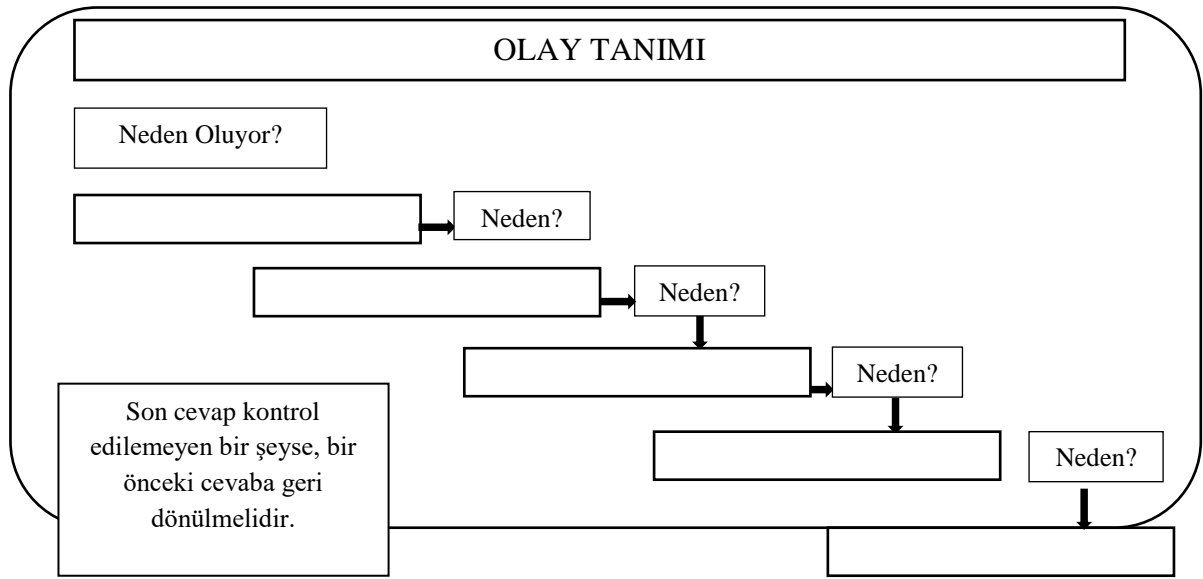 OLAY TANIMI
Neden Oluyor?
Neden?
Neden?
Neden?
Neden?
Son cevap kontrol
edilemeyen bir şeyse, bir
önceki cevaba geri
dönülmelidir.